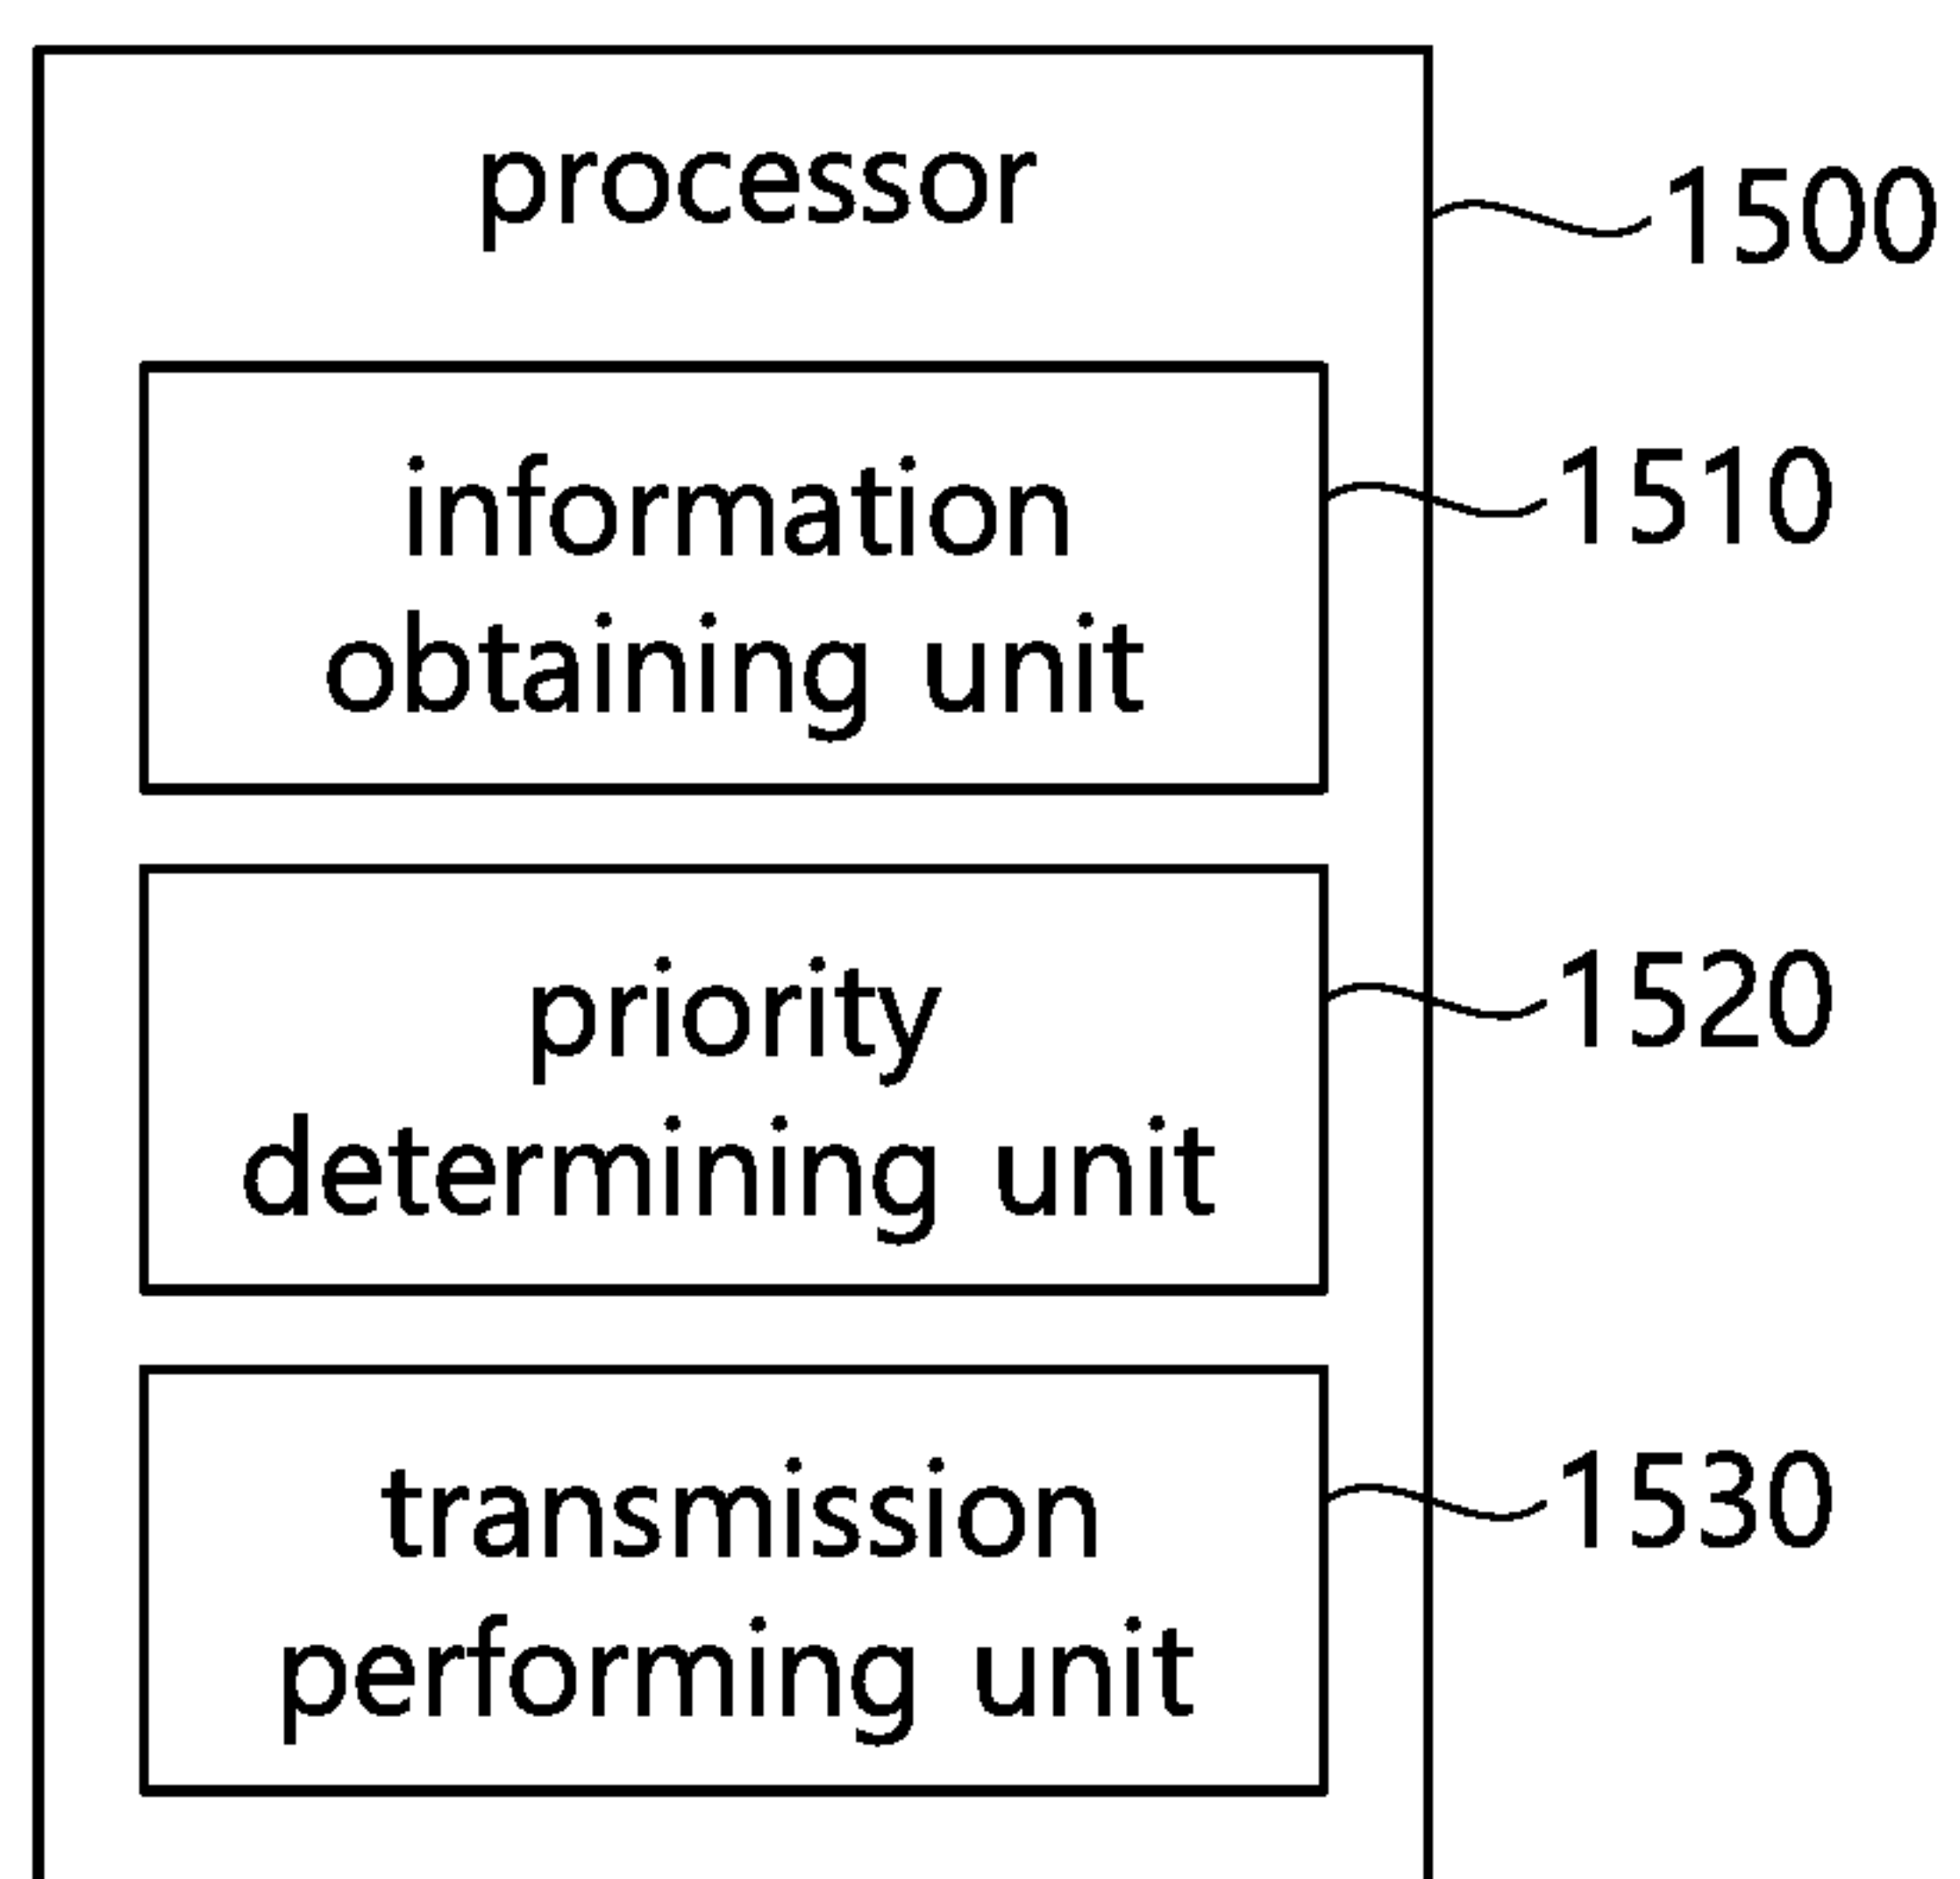 processor
1500
information
obtaining unit
1510
priority
determining unit
1520
transmission
performing unit
1530